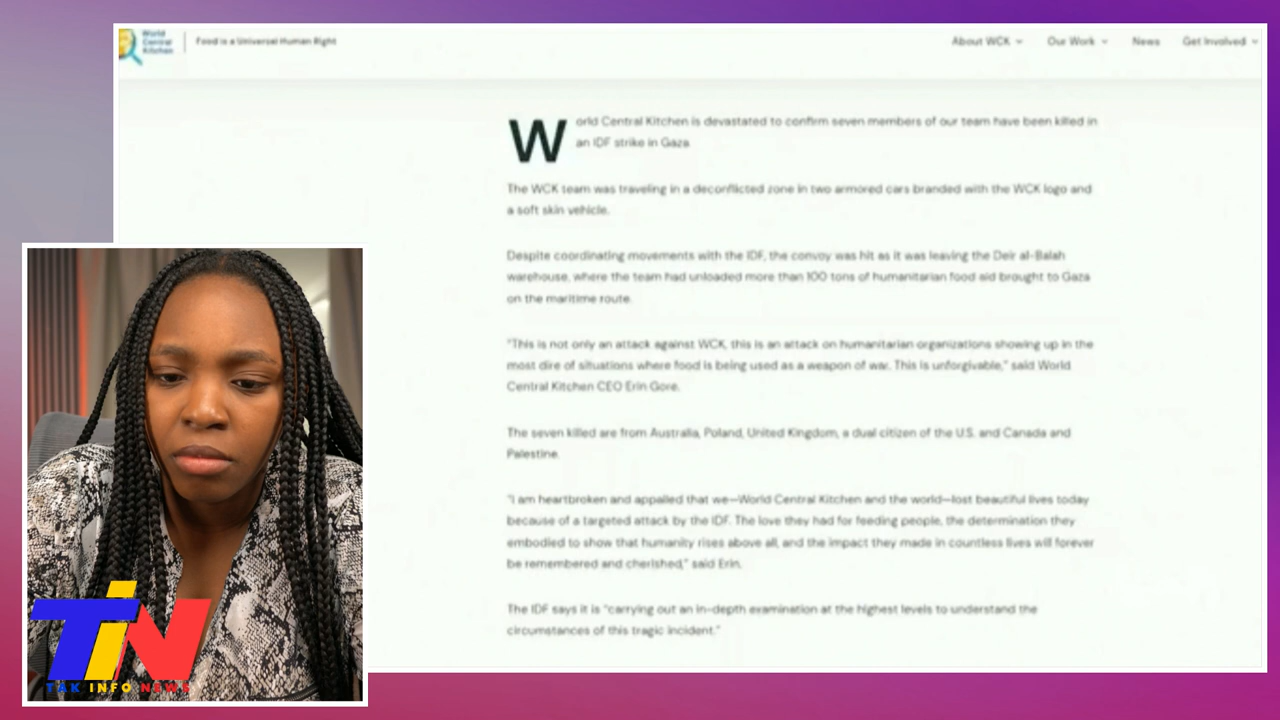 World
Central
Kitchen
Food is a Universal Human Right
About WCK
Our Work
News
Get Involved
World Central Kitchen is devastated to confirm seven members of our team have been killed in
an IDF strike in Gaza
The WCK team was traveling in a deconflicted zone in two armored cars branded with the WCK logo and
a soft skin vehicle.
Despite coordinating movements with the IDF, the convoy was hit as it was leaving the Deir al-Balah
warehouse, where the team had unloaded more than 100 tons of humanitarian food aid brought to Gaza
on the maritime route.
"This is not only an attack against WCK, this is an attack on humanitarian organizations showing up in the
most dire of situations where food is being used as a weapon of war. This is unforgivable," said World
Central Kitchen CEO Erin Gore.
The seven killed are from Australia, Poland, United Kingdom, a dual citizen of the U.S. and Canada and
Palestine.
"I am heartbroken and appalled that we—World Central Kitchen and the world—lost beautiful lives today
because of a targeted attack by the IDF. The love they had for feeding people, the determination they
embodied to show that humanity rises above all, and the impact they made in countless lives will forever
be remembered and cherished," said Erin.
The IDF says it is "carrying out an in-depth examination at the highest levels to understand the
circumstances of this tragic incident."
TIN
TAK INFO NEWS